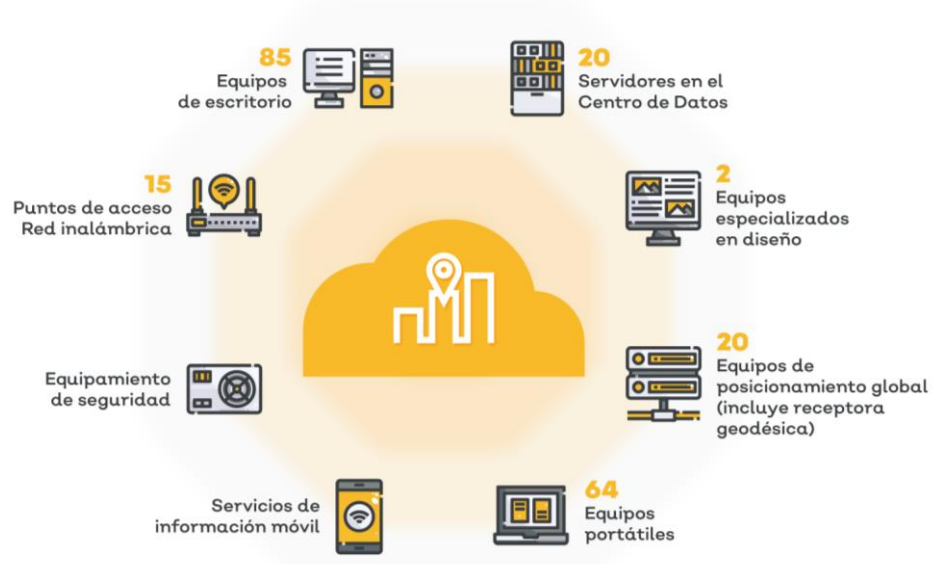 85
Equipos
de escritorio
20
Servidores en el
Centro de Datos
15
Puntos de acceso
Red inalámbrica
2
Equipos
especializados
en diseño
Equipamiento
de seguridad
20
Equipos de
posicionamiento global
(incluye receptora
geodésica)
Servicios de
información móvil
64
Equipos
portátiles